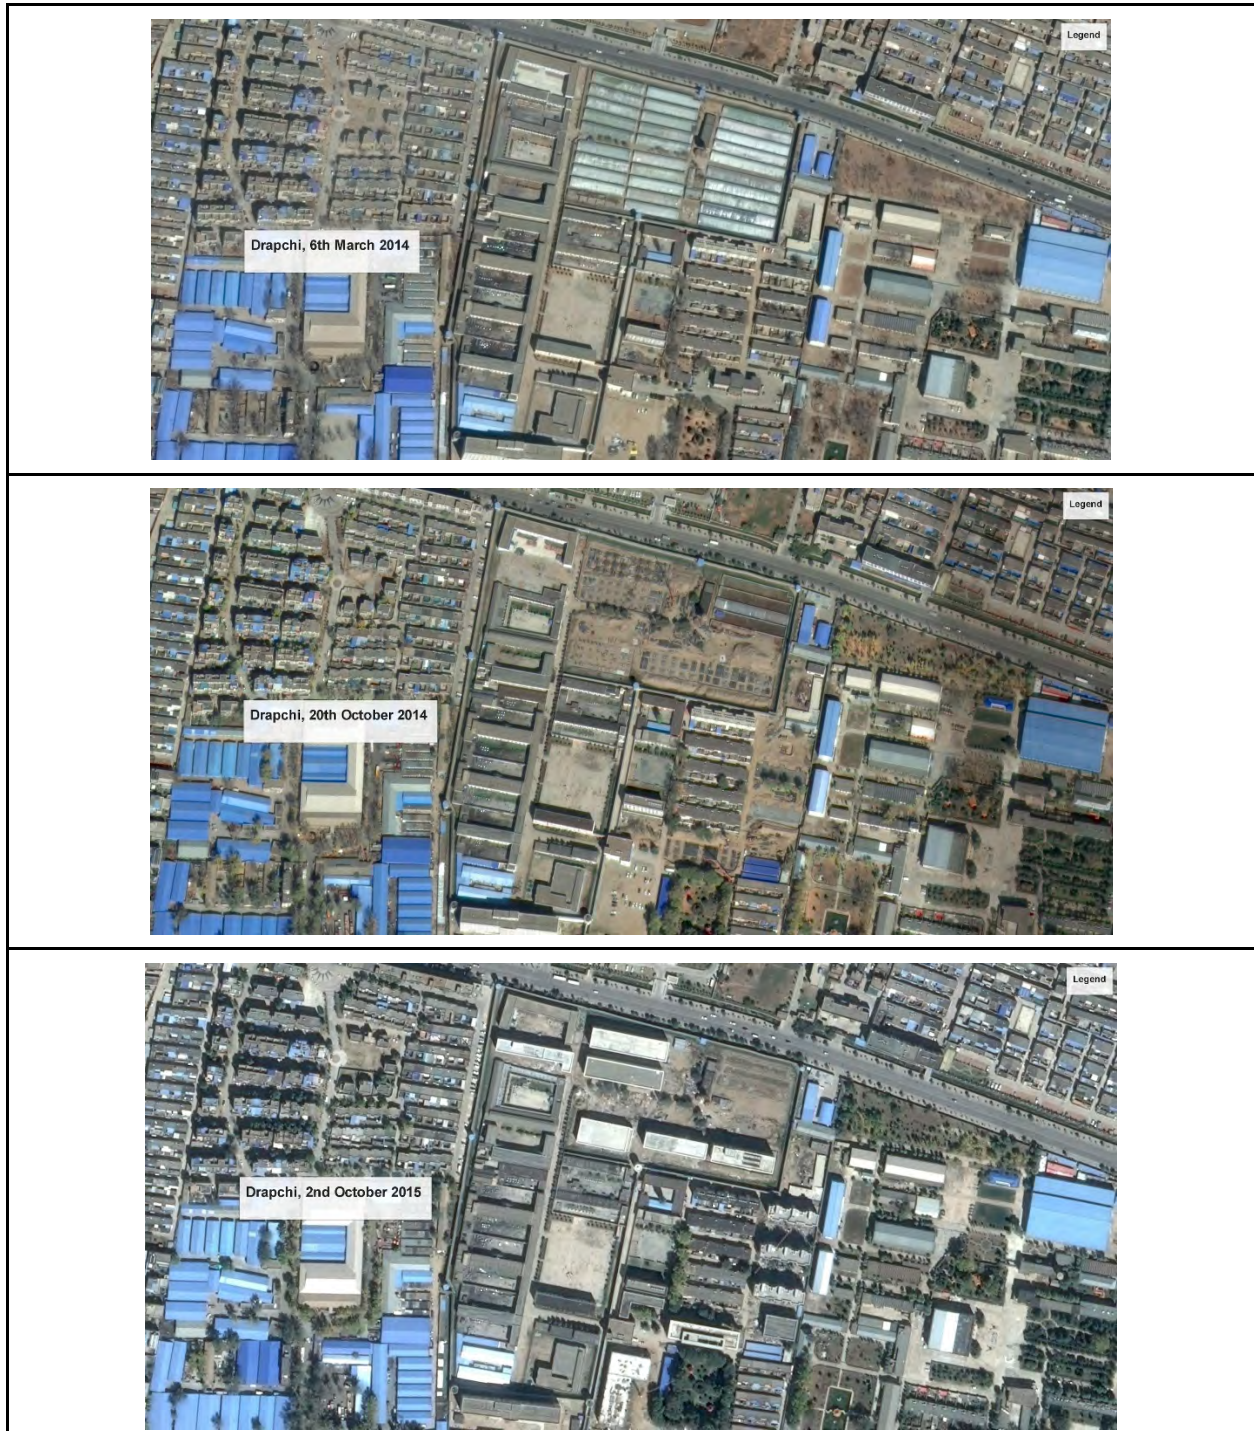 Legend
Drapchi, 6th March 2014
Legend
Drapchi, 20th October 2014
Legend
Drapchi, 2nd October 2015